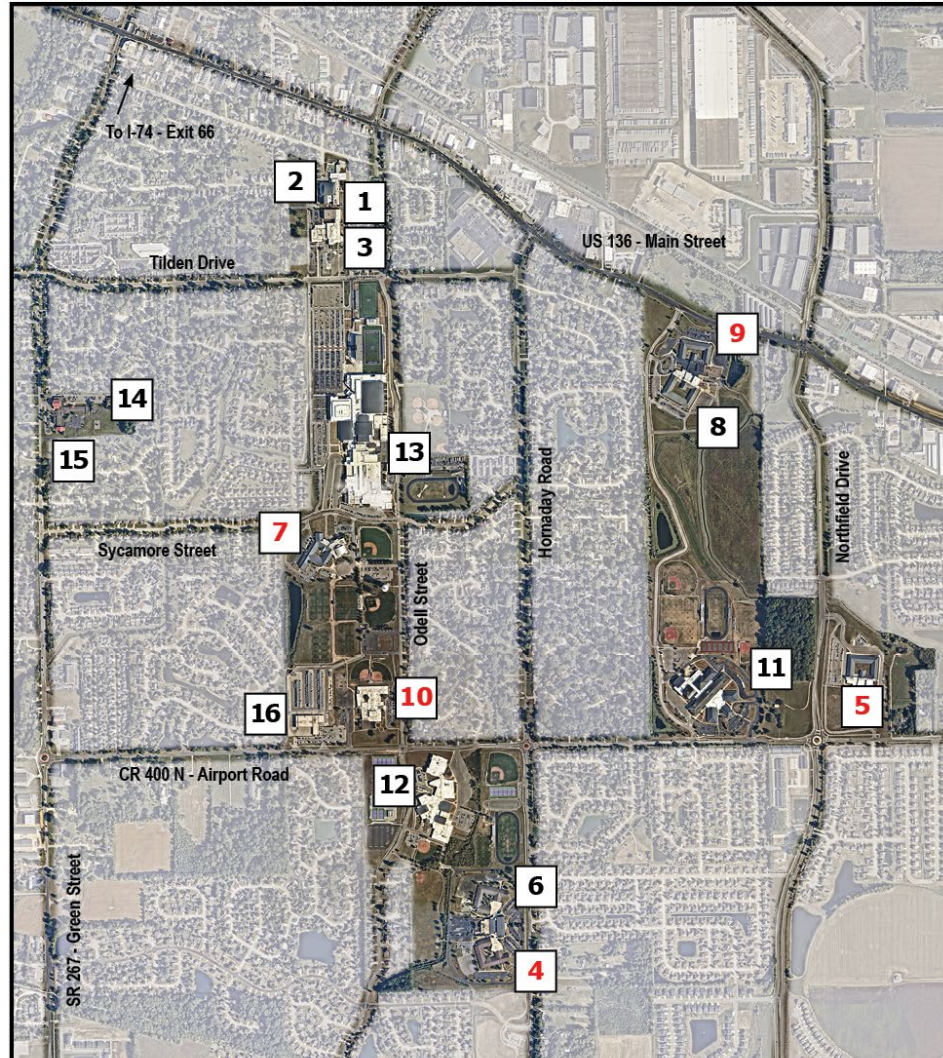 To I-74 - Exit 66
2
1
3
US 136 - Main Street
Tilden Drive
9
14
8
15
13
Hornaday Road
7
Sycamore Street
Northfield Drive
Odell Street
11
16
10
5
CR 400 N - Airport Road
12
6
SR 267 - Green Street
4